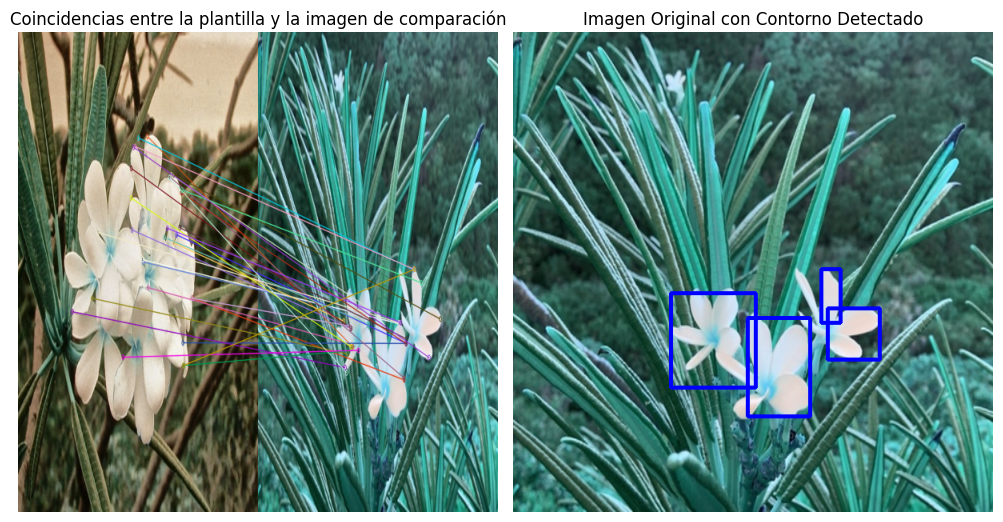 Coincidencias entre la plantilla y la imagen de comparación
Imagen Original con Contorno Detectado